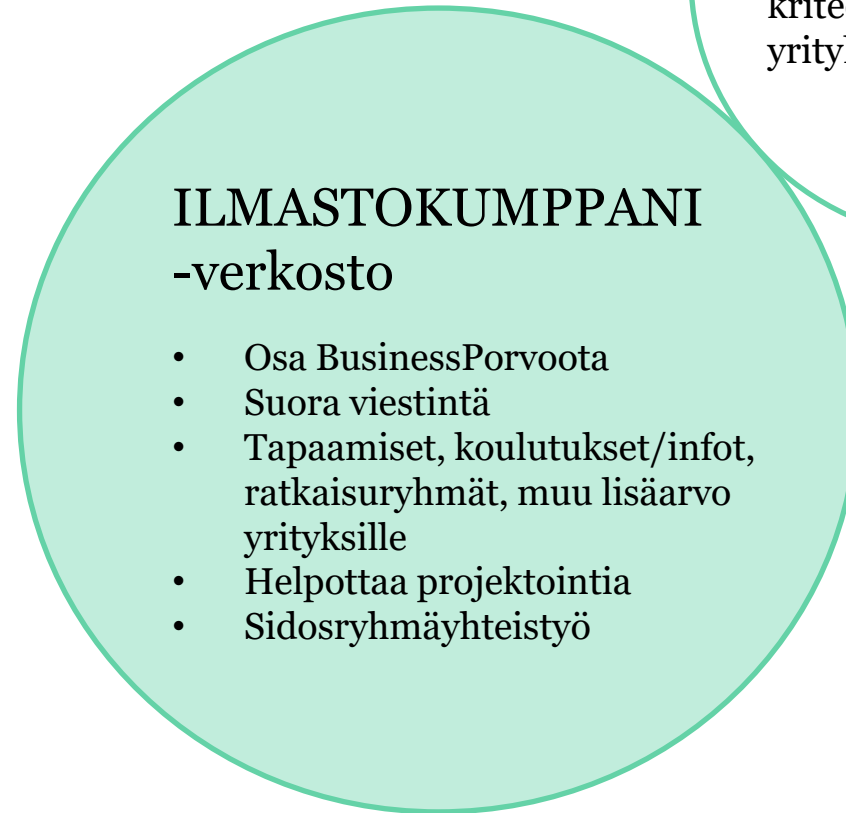 ILMASTOKUMPPANI
-verkosto
• Osa BusinessPorvoota
• Suora viestintä
• Tapaamiset, koulutukset/infot,
ratkaisuryhmät, muu lisäarvo
yrityksille
• Helpottaa projektointia
• Sidosryhmäyhteistyö